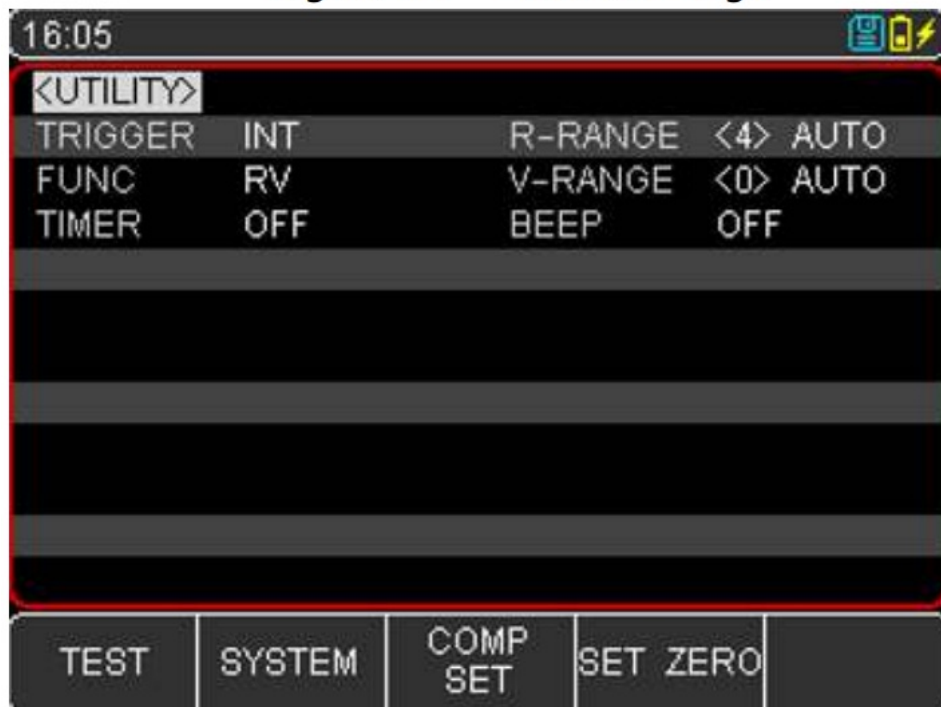 16:05
<UTILITY>
TRIGGER INT R-RANGE <4> AUTO
FUNC RV V-RANGE <0> AUTO
TIMER OFF BEEP OFF
TEST SYSTEM COMP SET SET ZERO